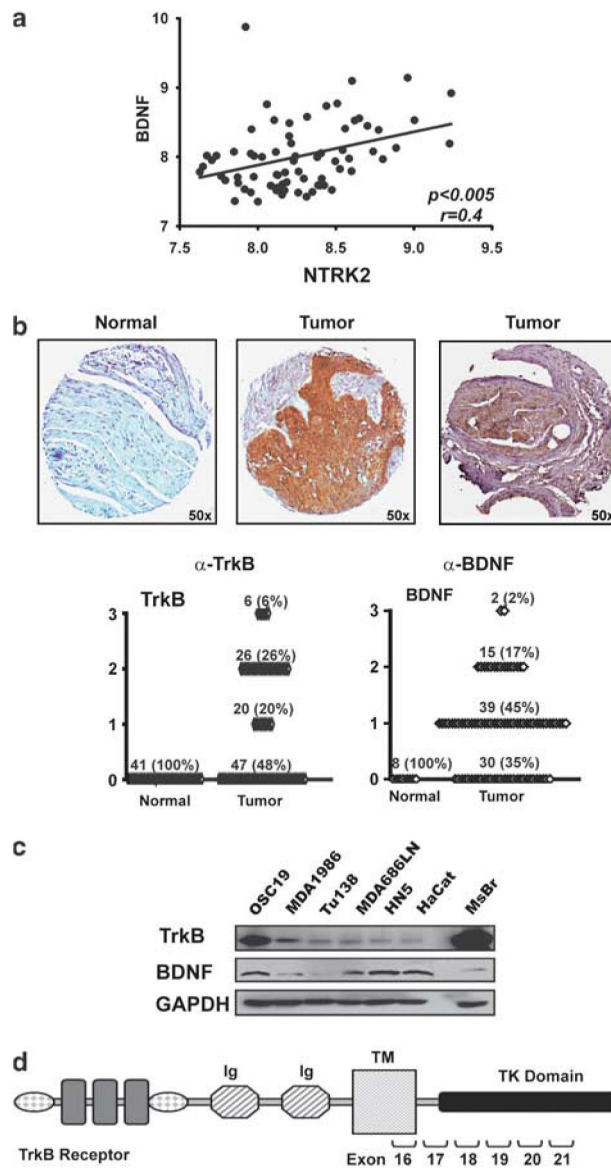 a
10
9
8
7
BDNF
p<0.005
r=0.4
7.5 8.0 8.5 9.0 9.5
NTRK2
b
Normal Tumor Tumor
50x 50x 50x
α-TrkB α-BDNF
TrkB
3
2
1
0
6 (6%)
26 (26%)
20 (20%)
41 (100%) 47 (48%)
Normal Tumor
BDNF
3
2
1
0
2 (2%)
15 (17%)
39 (45%)
8 (100%) 30 (35%)
Normal Tumor
c
OSC19 MDA1986 Tu138 MDA686LN HN5 HaCat MsBr
TrkB
BDNF
GAPDH
d
Ig Ig TM TK Domain
TrkB Receptor
Exon 16 17 18 19 20 21